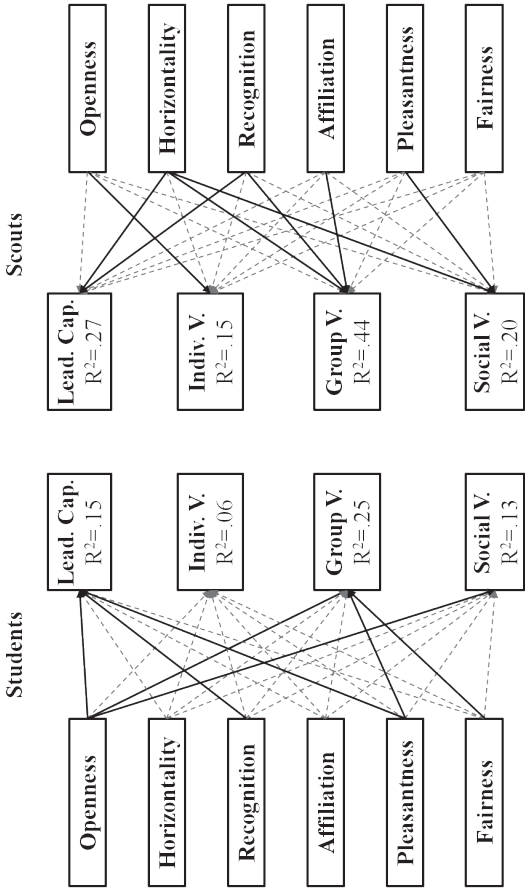 Students
Openness
Horizontality
Recognition
Affiliation
Pleasantness
Fairness
Lead. Cap.
R²=.15
Indiv. V.
R²=.06
Group V.
R²=.25
Social V.
R²=.13
Scouts
Lead. Cap.
R²=.27
Indiv. V.
R²=.15
Group V.
R²=.44
Social V.
R²=.20
Openness
Horizontality
Recognition
Affiliation
Pleasantness
Fairness